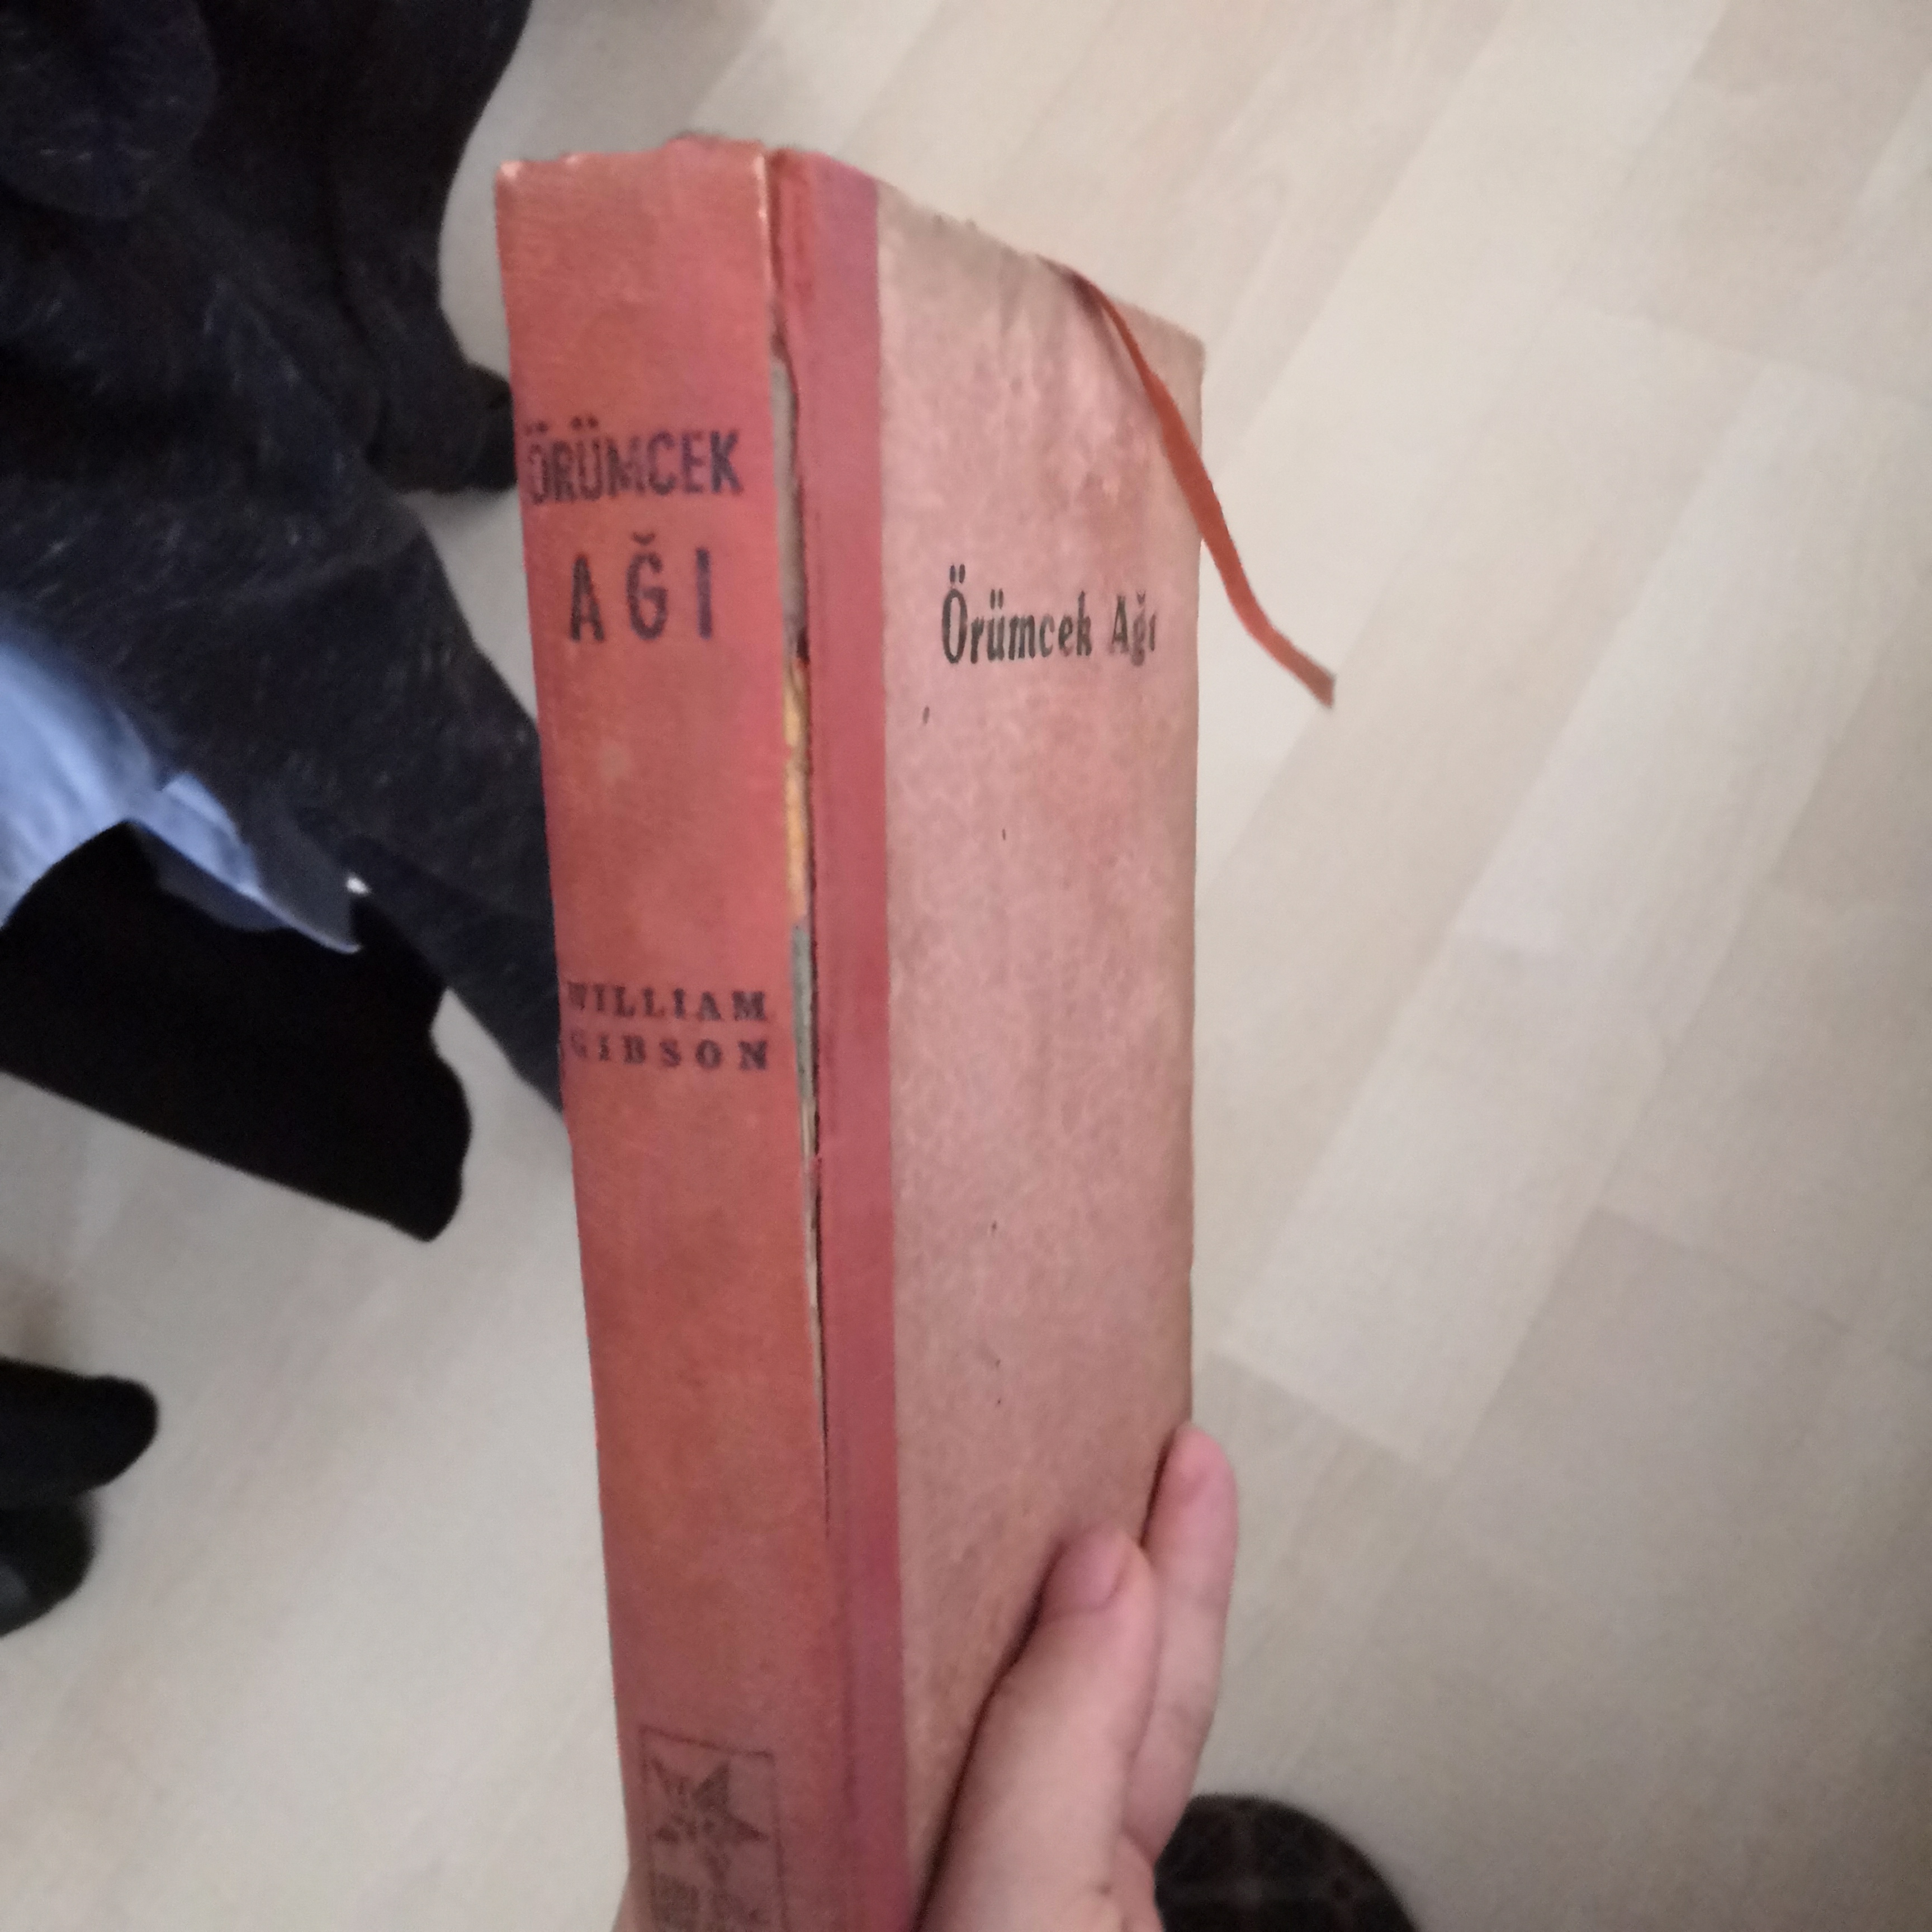 ÖRÜMCEK
AĞI
WILLIAM
GIBSON
Örümcek Ağı